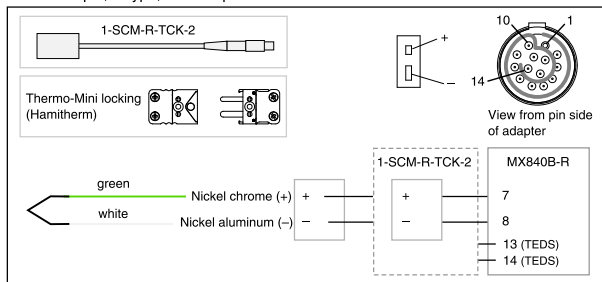 1-SCM-R-TCK-2
Thermo-Mini locking
(Hamitherm)
+
–
10
1
14
View from pin side
of adapter
1-SCM-R-TCK-2
MX840B-R
green
Nickel chrome (+)
+
+
7
white
Nickel aluminum (–)
–
–
8
13 (TEDS)
14 (TEDS)